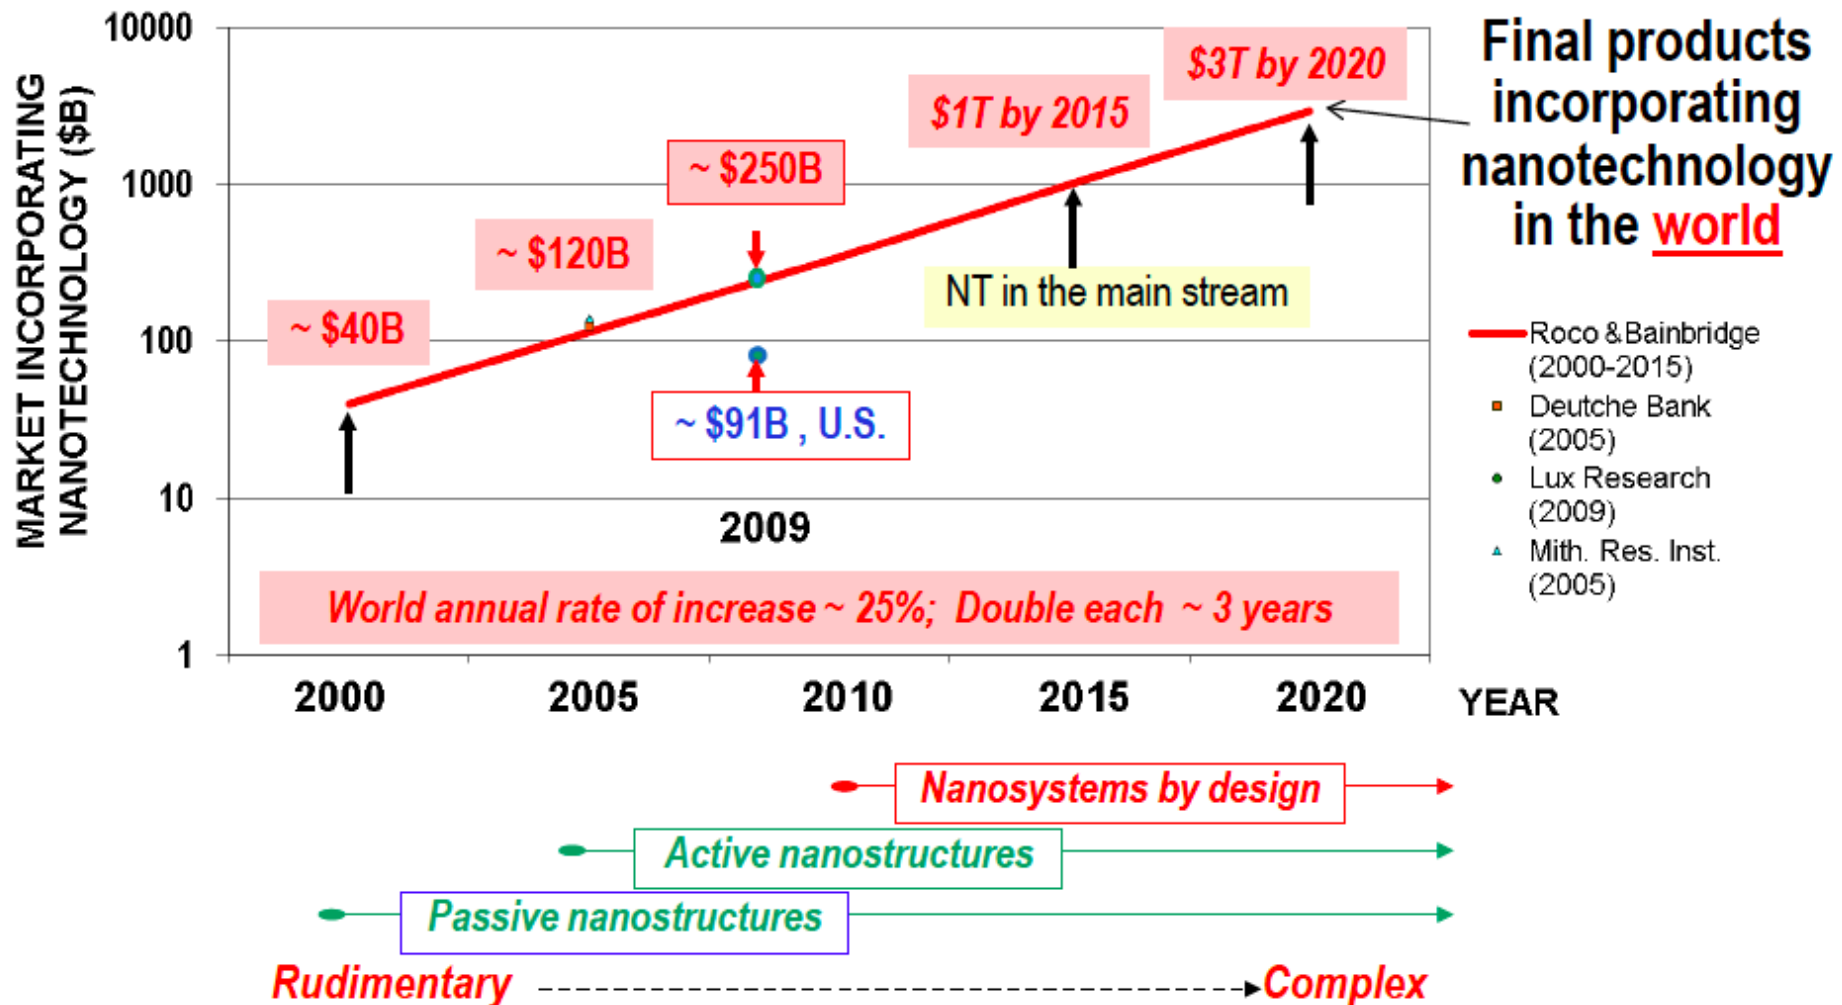 MARKET INCORPORATING
NANOTECHNOLOGY ($B)
10000
1000
100
10
1
~ $40B
~ $120B
~ $250B
~ $91B , U.S.
$1T by 2015
$3T by 2020
NT in the main stream
2009
World annual rate of increase ~ 25%; Double each ~ 3 years
2000
2005
2010
2015
2020
YEAR
Final products
incorporating
nanotechnology
in the world
Roco &Bainbridge
(2000-2015)
Deutche Bank
(2005)
Lux Research
(2009)
Mith. Res. Inst.
(2005)
Nanosystems by design
Active nanostructures
Passive nanostructures
Rudimentary
Complex